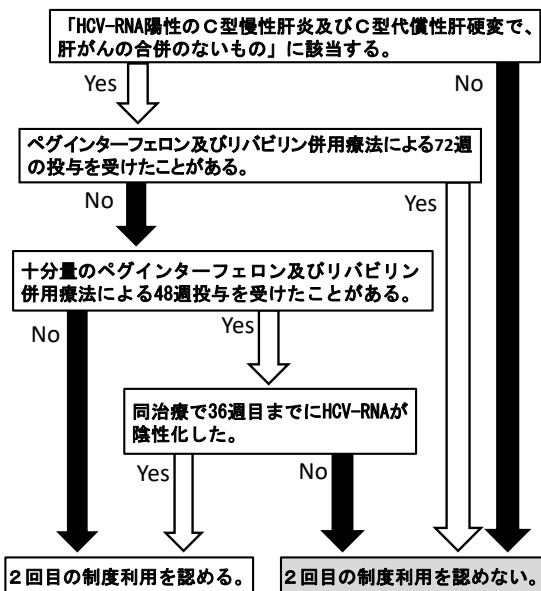 「HCV-RNA陽性のＣ型慢性肝炎及びＣ型代償性肝硬変で、
肝がんの合併のないもの」に該当する。
Yes
No
ペグインターフェロン及びリバビリン併用療法による72週
の投与を受けたことがある。
No
Yes
十分量のペグインターフェロン及びリバビリン
併用療法による48週投与を受けたことがある。
No
Yes
同治療で36週目までにHCV-RNAが
陰性化した。
Yes
No
２回目の制度利用を認める。
２回目の制度利用を認めない。